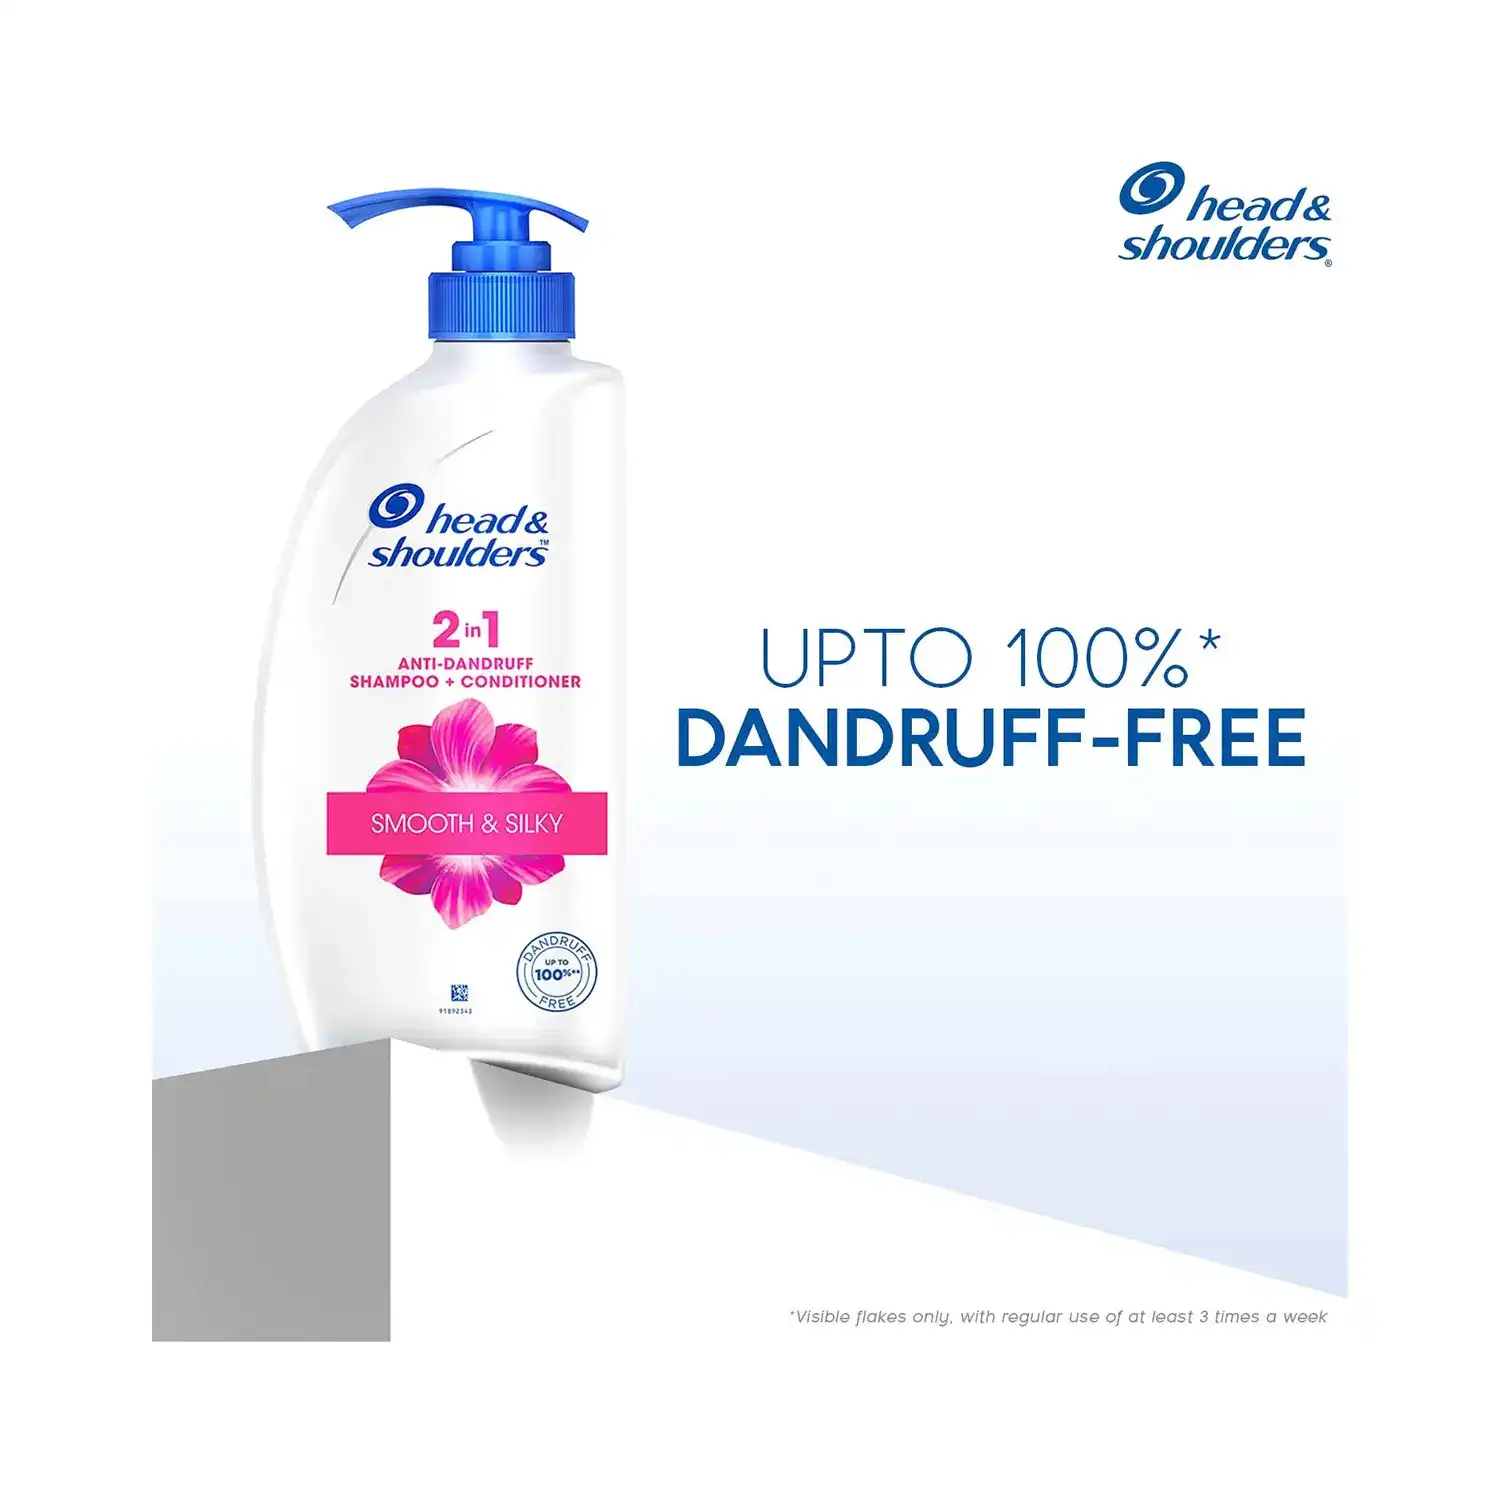 head &
shoulders®
head &
shoulders™
2 in 1
ANTI-DANDRUFF
SHAMPOO + CONDITIONER
SMOOTH & SILKY
DANDRUFF
UP TO
100%**
FREE
91892343
UPTO 100%*
DANDRUFF-FREE
*Visible flakes only, with regular use of at least 3 times a week